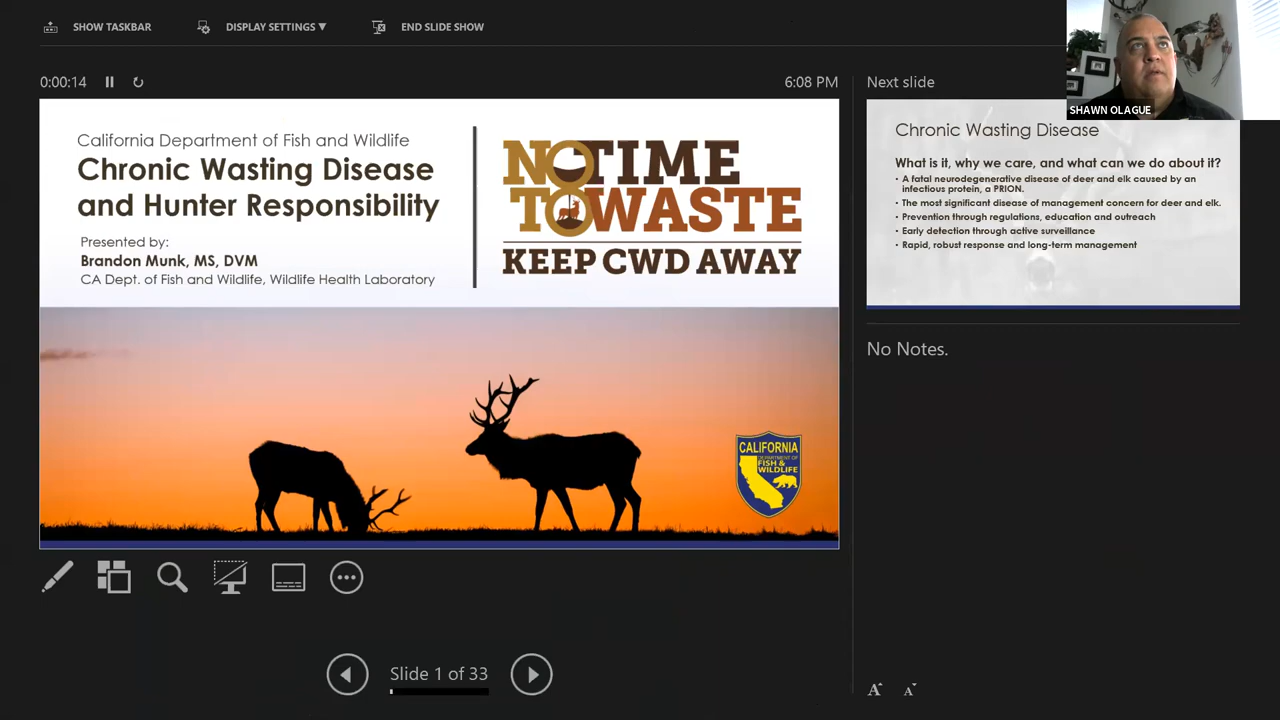 SHOW TASKBAR
DISPLAY SETTINGS ▼
END SLIDE SHOW
0:00:14
6:08 PM
Next slide
SHAWN OLAGUE
California Department of Fish and Wildlife
Chronic Wasting Disease
and Hunter Responsibility
Presented by:
Brandon Munk, MS, DVM
CA Dept. of Fish and Wildlife, Wildlife Health Laboratory
NO TIME
TO WASTE
KEEP CWD AWAY
CALIFORNIA
DEPARTMENT OF
FISH &
WILDLIFE
Chronic Wasting Disease
What is it, why we care, and what can we do about it?
• A fatal neurodegenerative disease of deer and elk caused by an
infectious protein, a PRION.
• The most significant disease of management concern for deer and elk.
• Prevention through regulations, education and outreach
• Early detection through active surveillance
• Rapid, robust response and long-term management
No Notes.
Slide 1 of 33
A
A